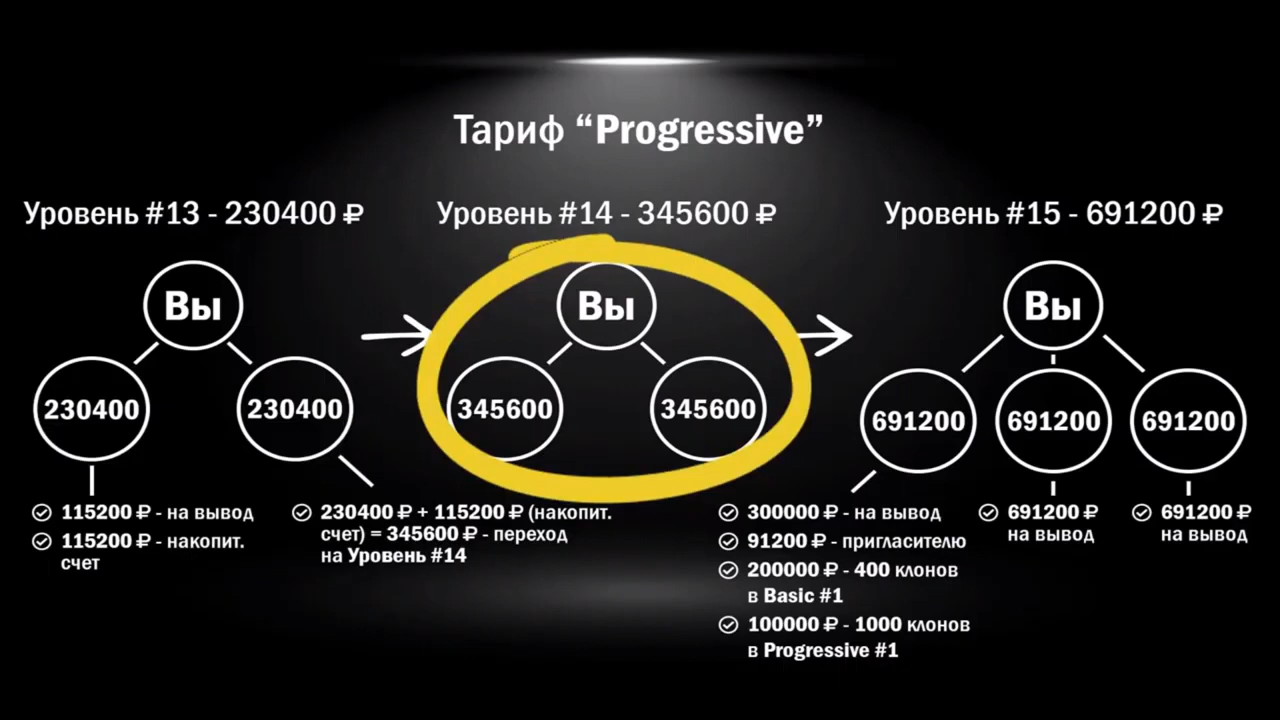 Тариф “Progressive”
Уровень #13 - 230400 ₽
Вы
230400
230400
115200 ₽ - на вывод
115200 ₽ - накопит.
счет
230400 ₽ + 115200 ₽ (накопит.
счет) = 345600 ₽ - переход
на Уровень #14
Уровень #14 - 345600 ₽
Вы
345600
345600
Уровень #15 - 691200 ₽
Вы
691200
691200
691200
300000 ₽ - на вывод
91200 ₽ - пригласителю
200000 ₽ - 400 клонов
в Basic #1
100000 ₽ - 1000 клонов
в Progressive #1
691200 ₽
на вывод
691200 ₽
на вывод